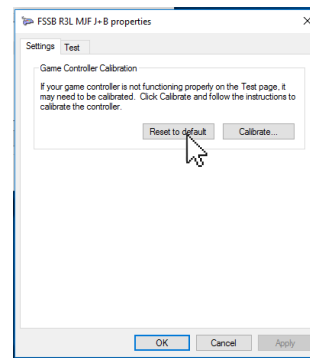 FSSB R3L MJF J+B properties
Settings Test
Game Controller Calibration
If your game controller is not functioning properly on the Test page, it
may need to be calibrated. Click Calibrate and follow the instructions to
calibrate the controller.
Reset to default Calibrate...
OK Cancel Apply